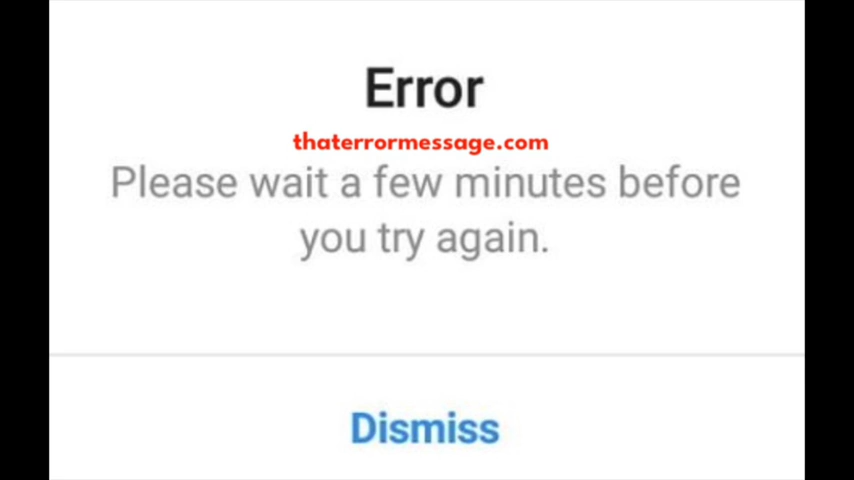 Error
thaterrormessage.com
Please wait a few minutes before
you try again.
Dismiss